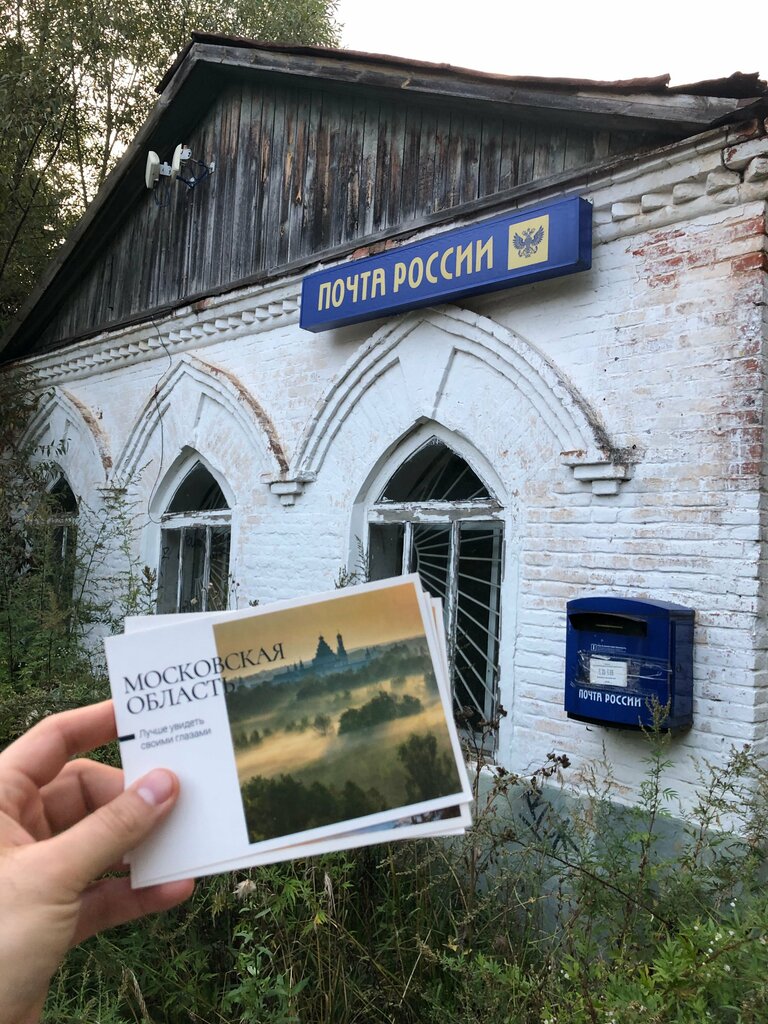 ПОЧТА РОССИИ
ПОЧТА РОССИИ
МОСКОВСКАЯ
ОБЛАСТЬ
Лучше увидеть
своими глазами